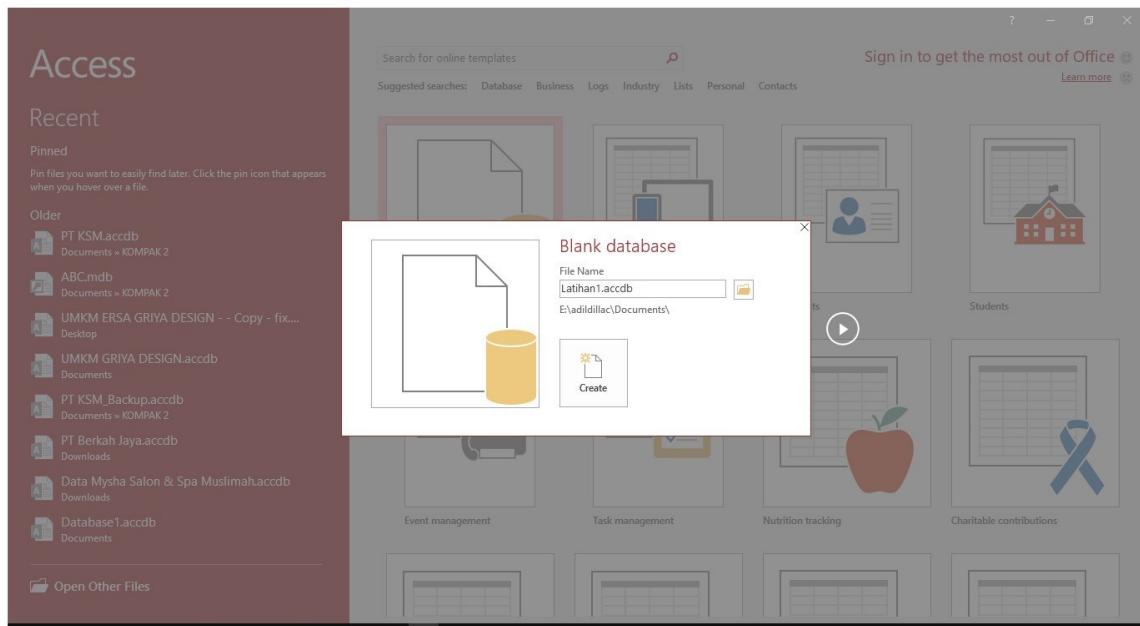 Access
Recent
Pinned
Pin files you want to easily find later. Click the pin icon that appears
when you hover over a file.
Older
PT KSM.accdb
Documents » KOMPAK 2
ABC.mdb
Documents » KOMPAK 2
UMKM ERSA GRIYA DESIGN - - Copy - fix....
Desktop
UMKM GRIYA DESIGN.accdb
Documents
PT KSM_Backup.accdb
Documents » KOMPAK 2
PT Berkah Jaya.accdb
Downloads
Data Mysha Salon & Spa Muslimah.accdb
Downloads
Database1.accdb
Documents
Open Other Files
?
Search for online templates
Sign in to get the most out of Office
Learn more
Suggested searches: Database Business Logs Industry Lists Personal Contacts
Blank database
File Name
Latihan1.accdb
E:\adildillac\Documents\
Create
Students
Event management
Task management
Nutrition tracking
Charitable contributions